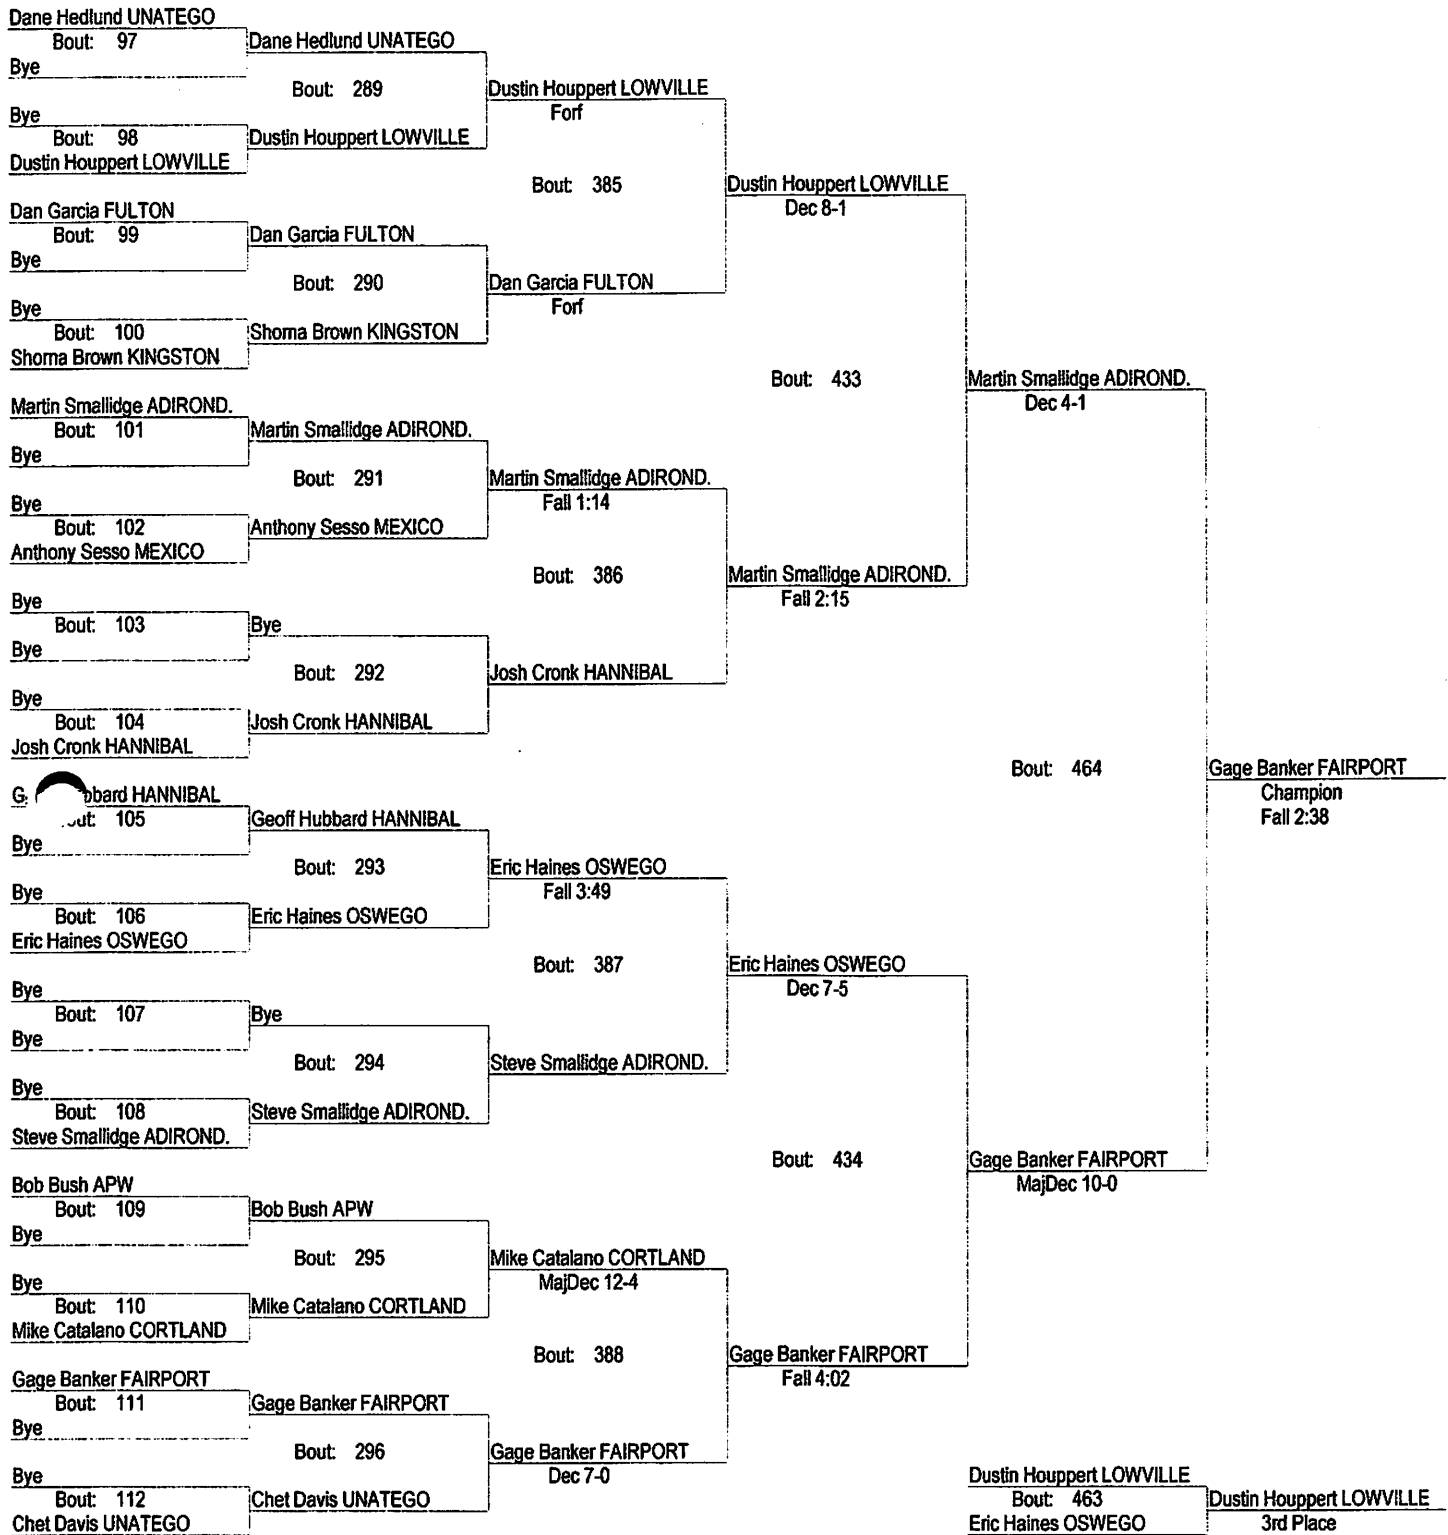 Dane Hedlund UNATEGO
Bout: 97
Dane Hedlund UNATEGO
Bye
Bout: 289
Dustin Houppert LOWVILLE
Forf
Bye
Bout: 98
Dustin Houppert LOWVILLE
Dustin Houppert LOWVILLE
Bout: 385
Dustin Houppert LOWVILLE
Dec 8-1
Dan Garcia FULTON
Bout: 99
Dan Garcia FULTON
Bye
Bout: 290
Dan Garcia FULTON
Forf
Bye
Bout: 100
Shorna Brown KINGSTON
Shorna Brown KINGSTON
Bout: 433
Martin Smallidge ADIROND.
Dec 4-1
Martin Smallidge ADIROND.
Bout: 101
Martin Smallidge ADIROND.
Bye
Bout: 291
Martin Smallidge ADIROND.
Fall 1:14
Bye
Bout: 102
Anthony Sesso MEXICO
Anthony Sesso MEXICO
Bout: 386
Martin Smallidge ADIROND.
Fall 2:15
Bye
Bout: 103
Bye
Bye
Bout: 292
Josh Cronk HANNIBAL
Bye
Bout: 104
Josh Cronk HANNIBAL
Josh Cronk HANNIBAL
Bout: 464
Gage Banker FAIRPORT
Champion
Fall 2:38
HANNIBAL
105
Geoff Hubbard HANNIBAL
Bye
Bout: 293
Eric Haines OSWEGO
Fall 3:49
Bye
Bout: 106
Eric Haines OSWEGO
Eric Haines OSWEGO
Bout: 387
Eric Haines OSWEGO
Dec 7-5
Bye
Bout: 107
Bye
Bye
Bout: 294
Steve Smallidge ADIROND.
Bye
Bout: 108
Steve Smallidge ADIROND.
Steve Smallidge ADIROND.
Bout: 434
Gage Banker FAIRPORT
MajDec 10-0
Bob Bush APW
Bout: 109
Bob Bush APW
Bye
Bout: 295
Mike Catalano CORTLAND
MajDec 12-4
Bye
Bout: 110
Mike Catalano CORTLAND
Mike Catalano CORTLAND
Bout: 388
Gage Banker FAIRPORT
Fall 4:02
Gage Banker FAIRPORT
Bout: 111
Gage Banker FAIRPORT
Bye
Bout: 296
Gage Banker FAIRPORT
Dec 7-0
Bye
Bout: 112
Chet Davis UNATEGO
Chet Davis UNATEGO
Dustin Houppert LOWVILLE
Bout: 463
Dustin Houppert LOWVILLE
Eric Haines OSWEGO
3rd Place